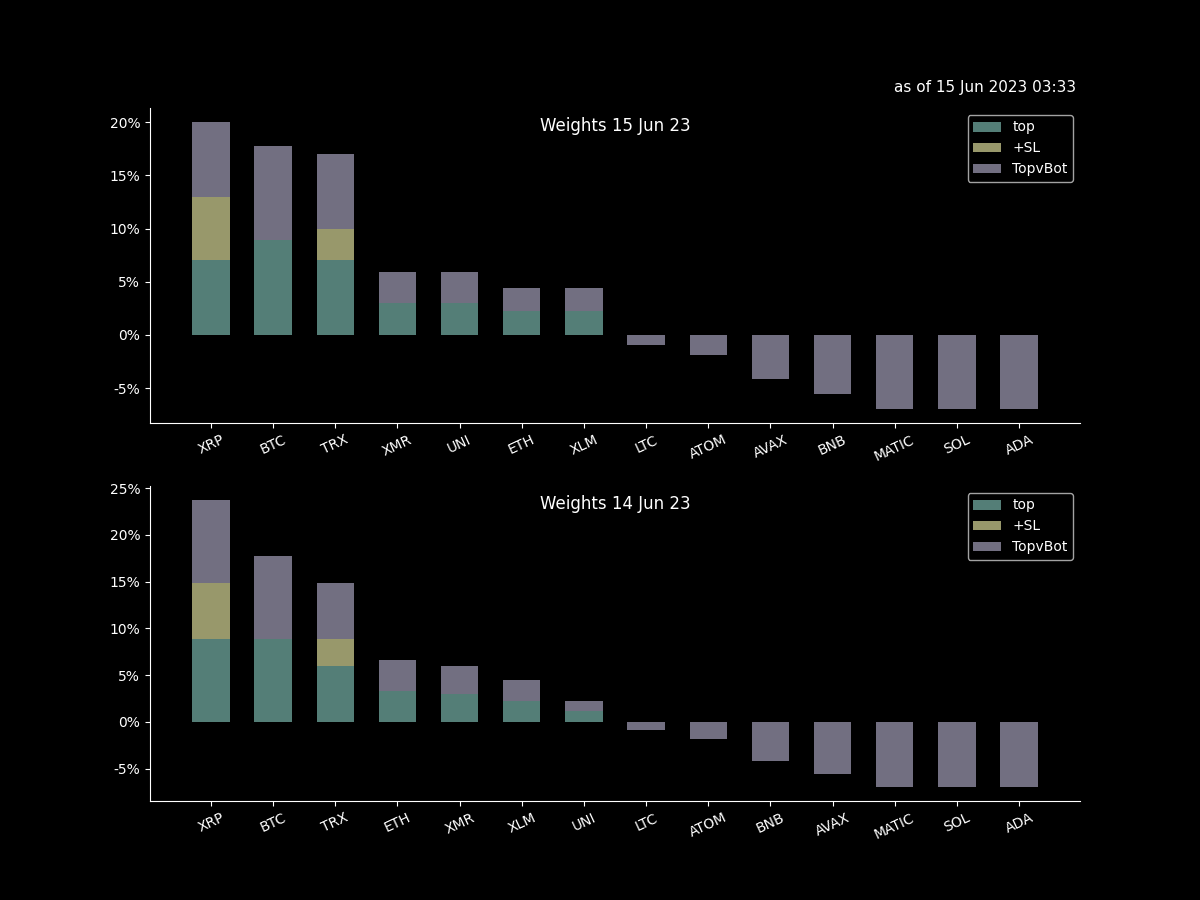 as of 15 Jun 2023 03:33
Weights 15 Jun 23
top
+SL
TopvBot
20%
15%
10%
5%
0%
-5%
XRP BTC TRX XMR UNI ETH XLM LTC ATOM AVAX BNB MATIC SOL ADA
Weights 14 Jun 23
top
+SL
TopvBot
25%
20%
15%
10%
5%
0%
-5%
XRP BTC TRX ETH XMR XLM UNI LTC ATOM BNB AVAX MATIC SOL ADA